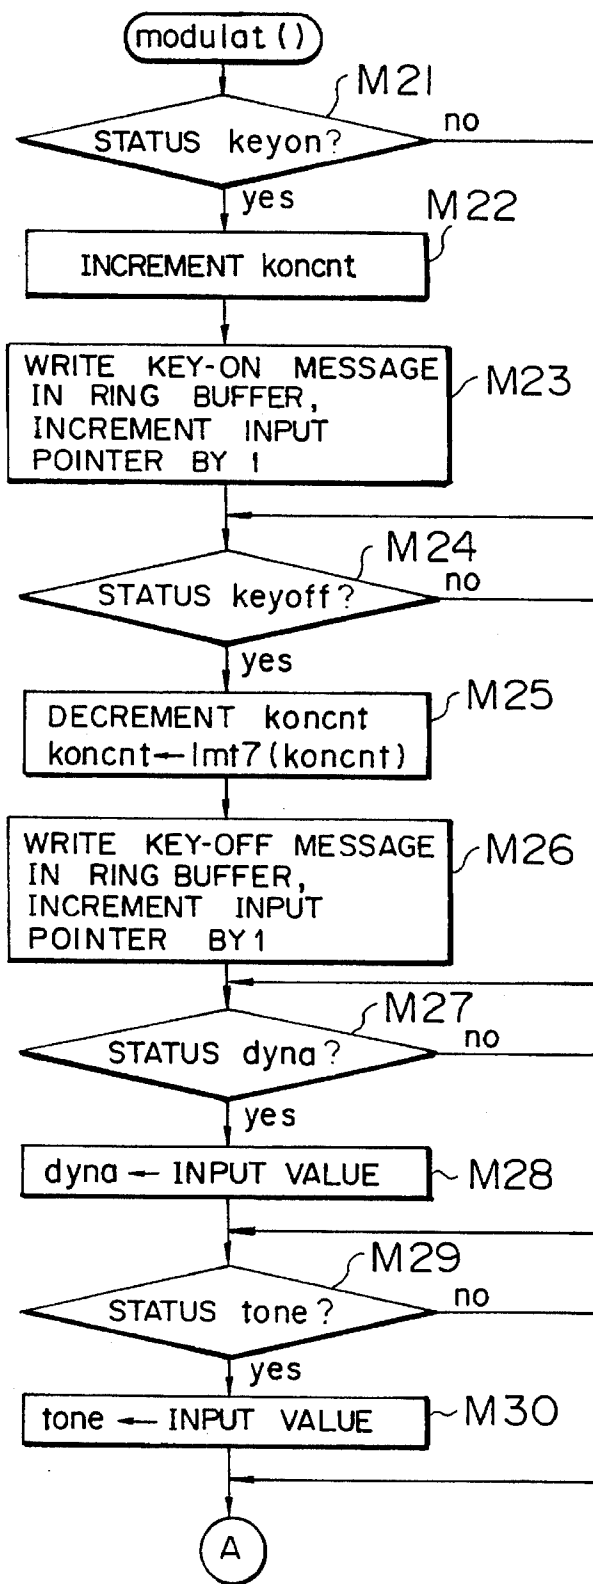 modulat()
M21
STATUS keyon?
no
yes
M22
INCREMENT koncnt
WRITE KEY-ON MESSAGE
IN RING BUFFER,
INCREMENT INPUT
POINTER BY 1
M23
M24
STATUS keyoff?
no
yes
M25
DECREMENT koncnt
koncnt←lmt7(koncnt)
WRITE KEY-OFF MESSAGE
IN RING BUFFER,
INCREMENT INPUT
POINTER BY 1
M26
M27
STATUS dyna?
no
yes
dyna ← INPUT VALUE
M28
M29
STATUS tone?
no
yes
tone ← INPUT VALUE
M30
A